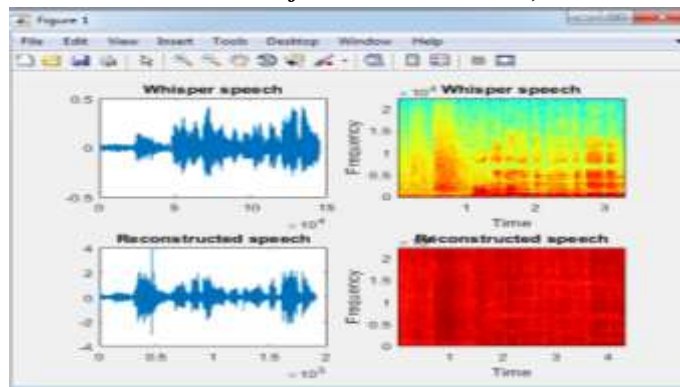 Figure 1
File Edit View Insert Tools Desktop Window Help
Whisper speech
0.5
0
-0.5
0 5 10 15
× 10⁴
× 10⁴ Whisper speech
Frequency
2
1.5
1
0.5
0
1 2 3
Time
Reconstructed speech
4
2
0
-2
-4
0 0.5 1 1.5 2
× 10⁵
Reconstructed speech
Frequency
2
1.5
1
0.5
0
1 2 3 4
Time